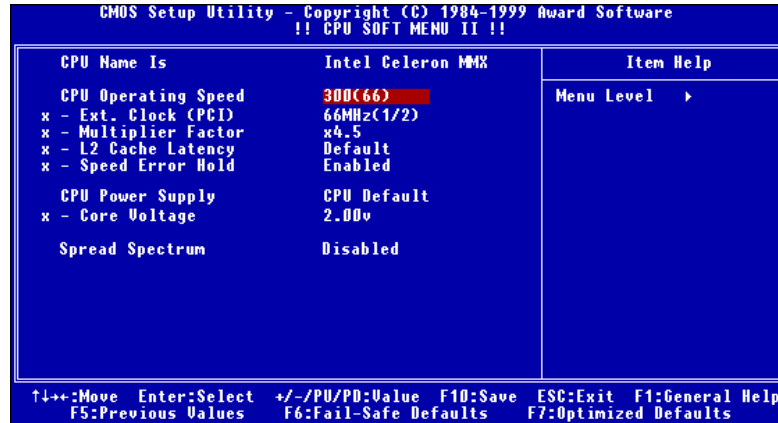 CMOS Setup Utility - Copyright (C) 1984-1999 Award Software
!! CPU SOFT MENU II !!
CPU Name Is Intel Celeron MMX
CPU Operating Speed 300(66)
x - Ext. Clock (PCI) 66MHz(1/2)
x - Multiplier Factor x4.5
x - L2 Cache Latency Default
x - Speed Error Hold Enabled
CPU Power Supply CPU Default
x - Core Voltage 2.00v
Spread Spectrum Disabled
Item Help
Menu Level ▸
↑↓→←:Move Enter:Select +/-/PU/PD:Value F10:Save ESC:Exit F1:General Help
F5:Previous Values F6:Fail-Safe Defaults F7:Optimized Defaults